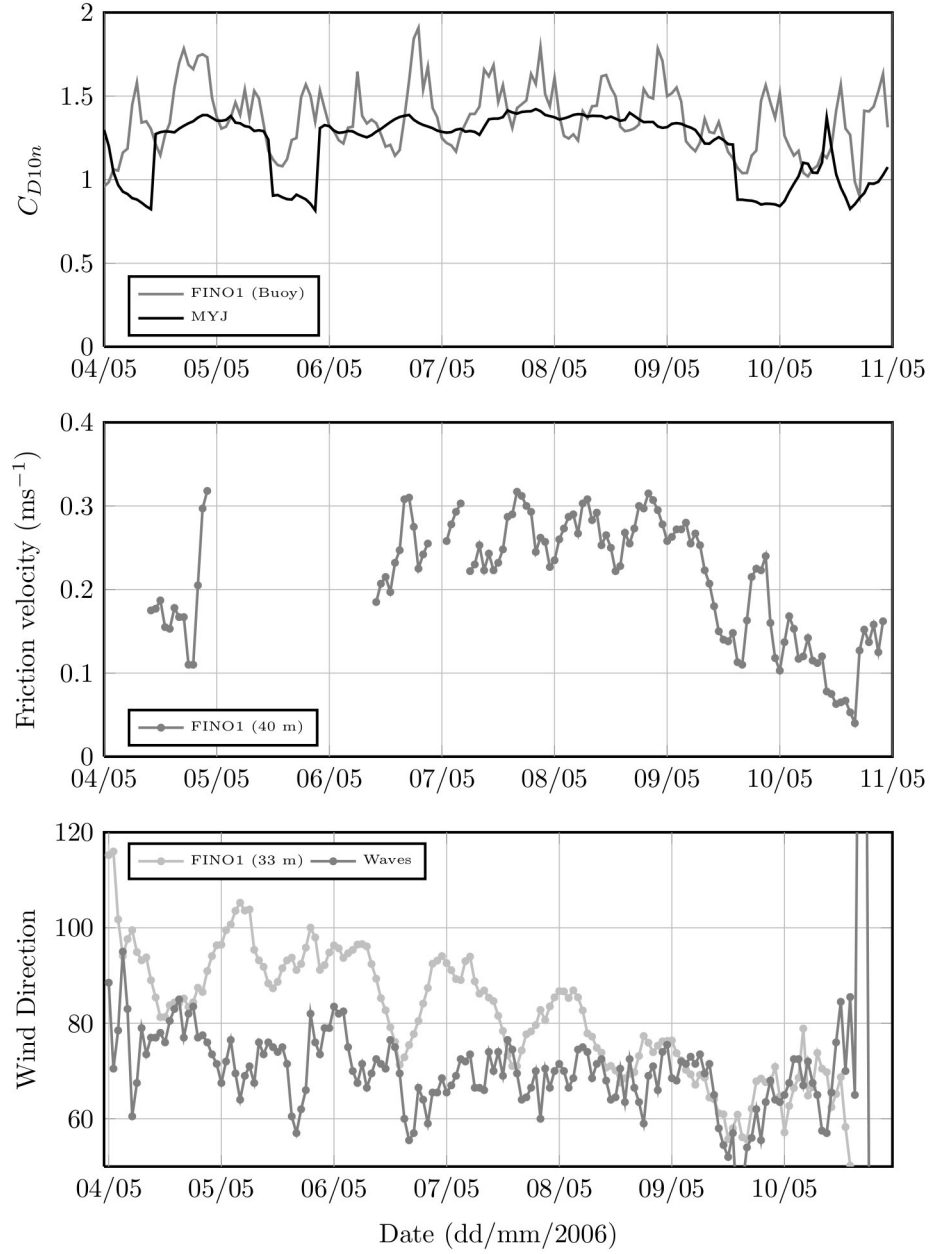 2
1.5
1
0.5
0
C_{D10n}
FINO1 (Buoy)
MYJ
04/05 05/05 06/05 07/05 08/05 09/05 10/05 11/05
0.4
0.3
0.2
0.1
0
Friction velocity (ms⁻¹)
FINO1 (40 m)
04/05 05/05 06/05 07/05 08/05 09/05 10/05 11/05
120
100
80
60
Wind Direction
FINO1 (33 m) Waves
04/05 05/05 06/05 07/05 08/05 09/05 10/05
Date (dd/mm/2006)